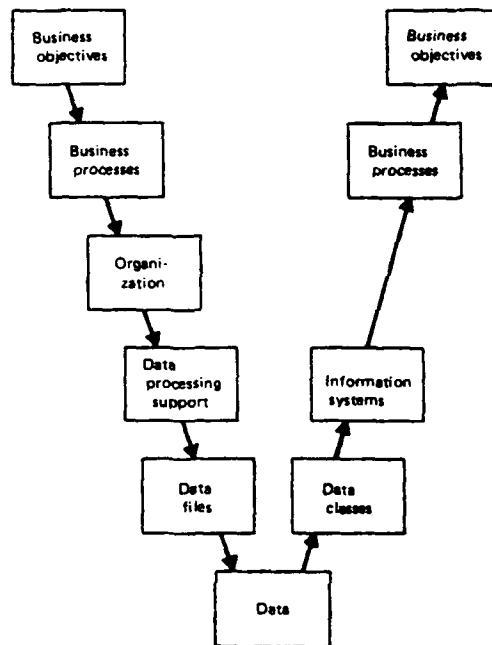 Business
objectives
Business
objectives
Business
processes
Business
processes
Organi-
zation
Data
processing
support
Information
systems
Data
files
Data
classes
Data